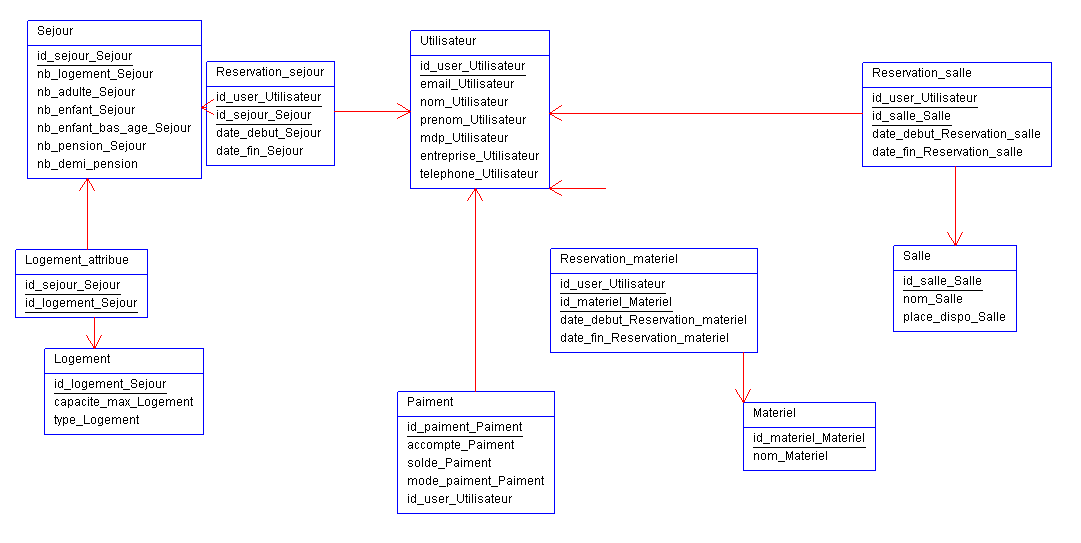 Sejour
id_sejour_Sejour
nb_logement_Sejour
nb_adulte_Sejour
nb_enfant_Sejour
nb_enfant_bas_age_Sejour
nb_pension_Sejour
nb_demi_pension
Reservation_sejour
id_user_Utilisateur
id_sejour_Sejour
date_debut_Sejour
date_fin_Sejour
Utilisateur
id_user_Utilisateur
email_Utilisateur
nom_Utilisateur
prenom_Utilisateur
mdp_Utilisateur
entreprise_Utilisateur
telephone_Utilisateur
Reservation_salle
id_user_Utilisateur
id_salle_Salle
date_debut_Reservation_salle
date_fin_Reservation_salle
Logement_attribue
id_sejour_Sejour
id_logement_Sejour
Reservation_materiel
id_user_Utilisateur
id_materiel_Materiel
date_debut_Reservation_materiel
date_fin_Reservation_materiel
Salle
id_salle_Salle
nom_Salle
place_dispo_Salle
Logement
id_logement_Sejour
capacite_max_Logement
type_Logement
Paiment
id_paiment_Paiment
accompte_Paiment
solde_Paiment
mode_paiment_Paiment
id_user_Utilisateur
Materiel
id_materiel_Materiel
nom_Materiel